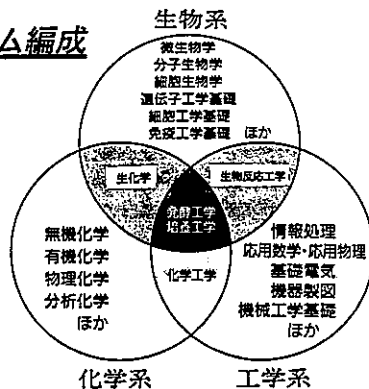 ム編成
生物系
微生物学
分子生物学
細胞生物学
遺伝子工学基礎
細胞工学基礎
免疫工学基礎 ほか
生化学
生物反応工学
発酵工学
培養工学
無機化学
有機化学
物理化学
分析化学
ほか
化学工学
情報処理
応用数学・応用物理
基礎電気
機器製図
機械工学基礎
ほか
化学系
工学系